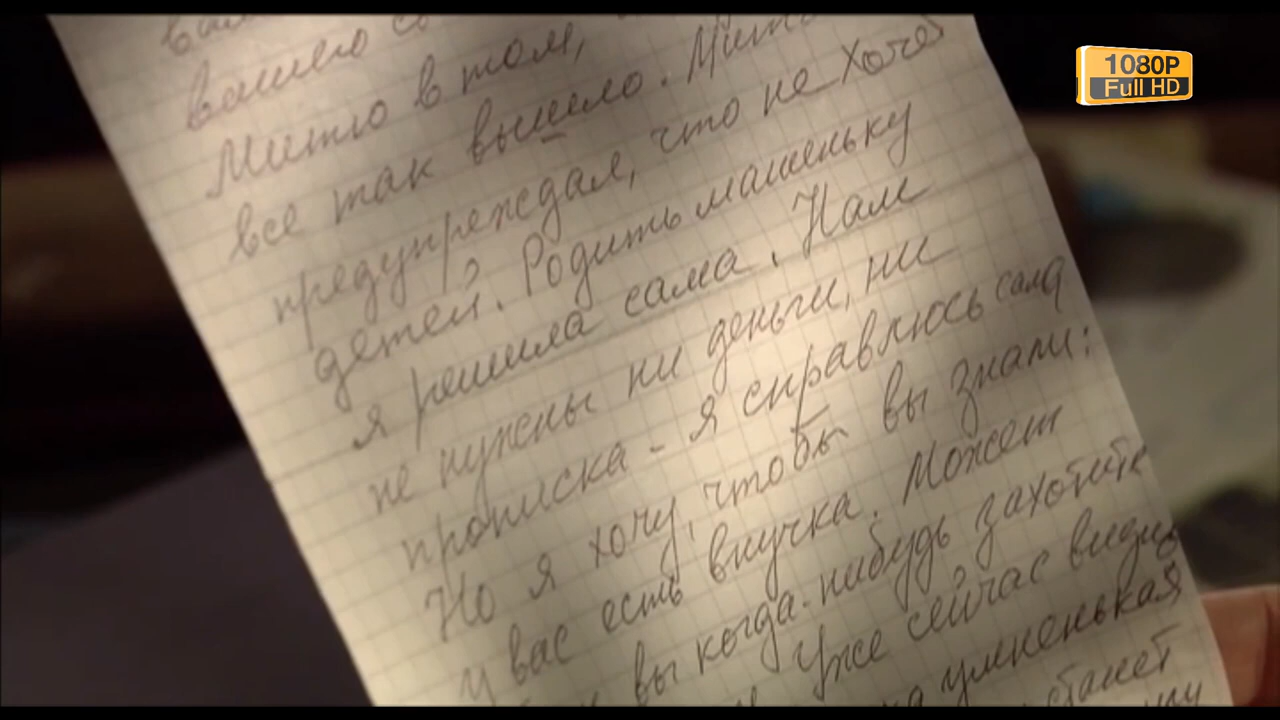 1080P
Full HD
вашего
Митю в том,
все так вышло.
предупреждал, что не хоче
детей. Родить машеньку
я решила сама. Нам
не нужны ни деньги, ни
прописка - я справлюсь сама
Но я хочу, чтобы вы знали:
у вас есть внучка. Может
вы когда-нибудь захотите
Уже сейчас видно
умненькая
станет